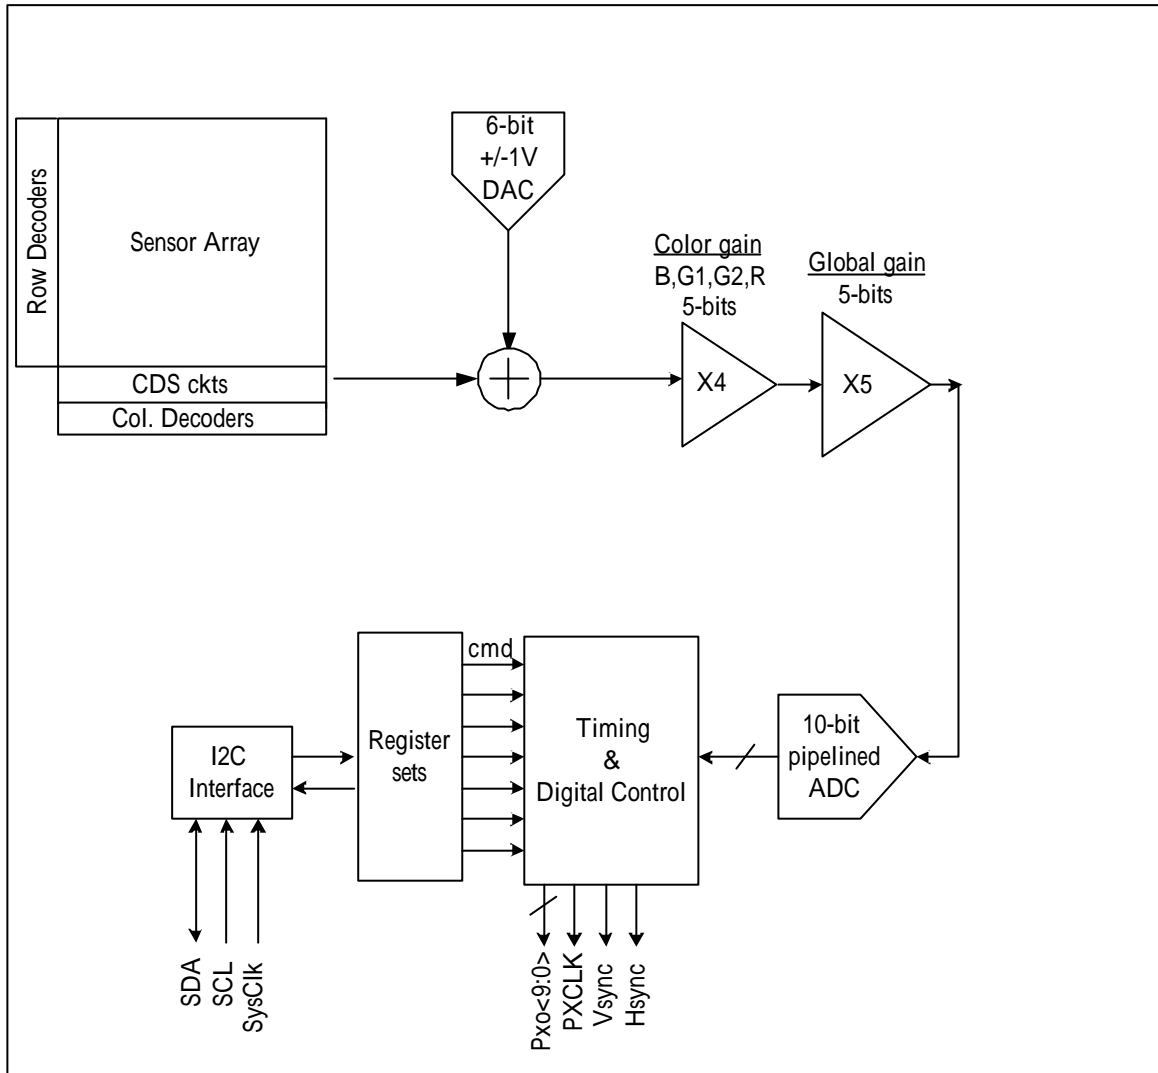 6-bit
+/-1V
DAC
Row Decoders
Sensor Array
CDS ckts
Col. Decoders
Color gain
B,G1,G2,R
5-bits
Global gain
5-bits
X4
X5
I2C
Interface
Register
sets
cmd
Timing
&
Digital Control
10-bit
pipelined
ADC
SDA
SCL
SysClk
Pxo<9:0>
PXCLK
Vsync
Hsync